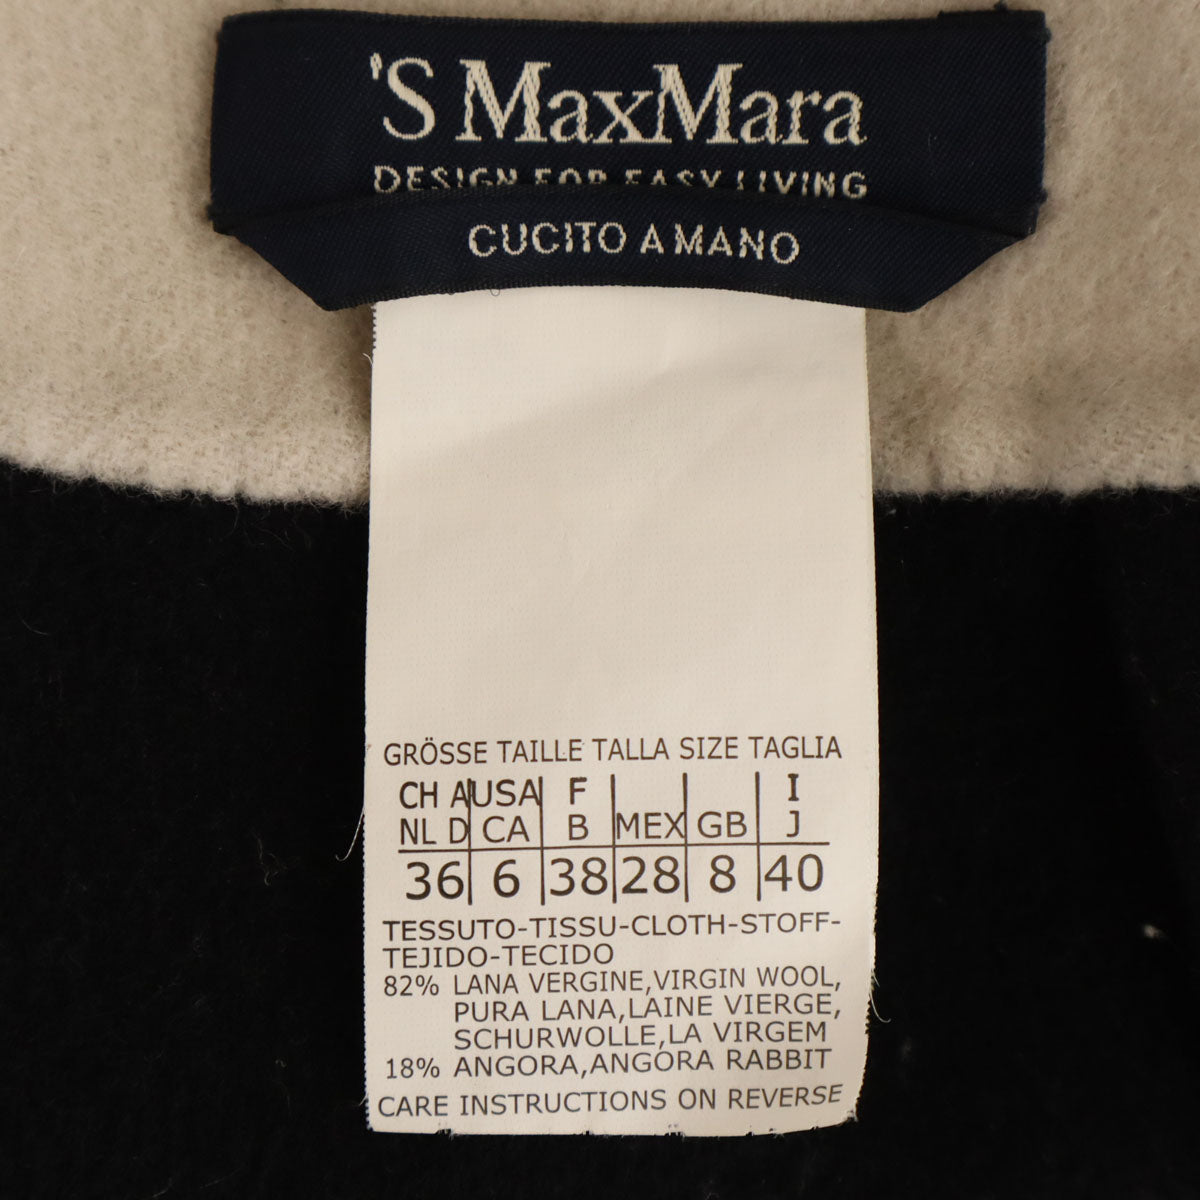 'S MaxMara
DESIGN FOR EASY LIVING
CUCITO A MANO
GRÖSSE TAILLE TALLA SIZE TAGLIA
CH A USA F I
NL D CA B MEX GB J
36 6 38 28 8 40
TESSUTO-TISSU-CLOTH-STOFF-
TEJIDO-TECIDO
82% LANA VERGINE,VIRGIN WOOL,
PURA LANA,LAINE VIERGE,
SCHURWOLLE,LA VIRGEM
18% ANGORA,ANGORA RABBIT
CARE INSTRUCTIONS ON REVERSE